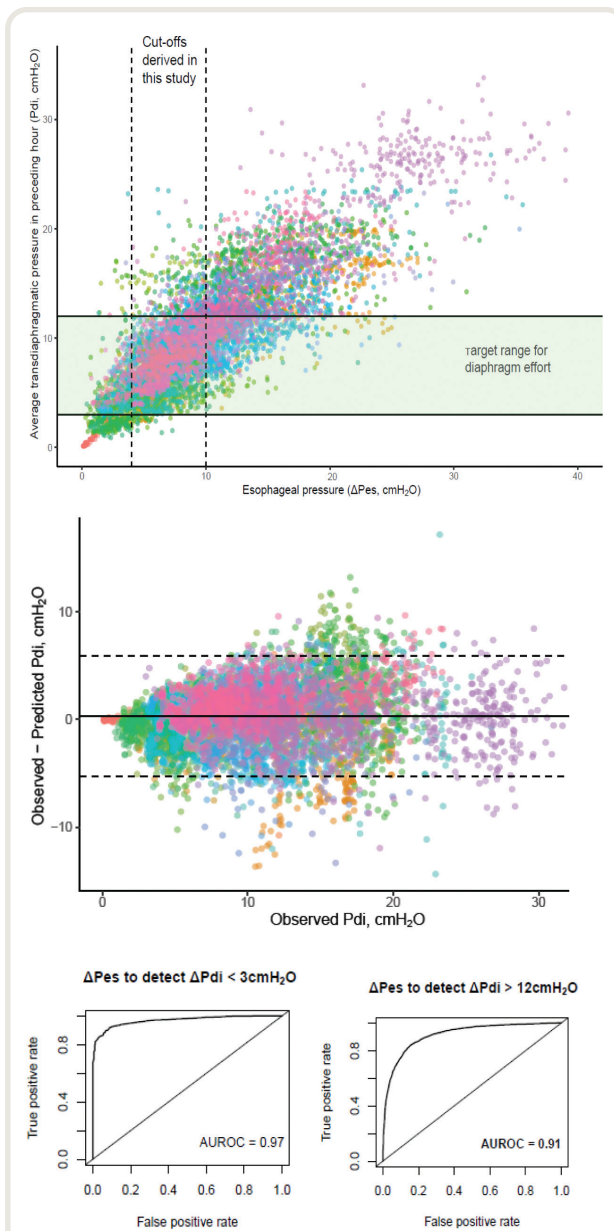 Cut-offs
derived in
this study
Average transdiaphragmatic pressure in preceding hour (Pdi, cmH₂O)
30
20
10
0
Target range for
diaphragm effort
0 10 20 30 40
Esophageal pressure (ΔPes, cmH₂O)
Observed – Predicted Pdi, cmH₂O
10
0
−10
0 10 20 30
Observed Pdi, cmH₂O
ΔPes to detect ΔPdi < 3cmH₂O
True positive rate
0.8
0.4
0.0
AUROC = 0.97
0.0 0.2 0.4 0.6 0.8 1.0
False positive rate
ΔPes to detect ΔPdi > 12cmH₂O
True positive rate
0.8
0.4
0.0
AUROC = 0.91
0.0 0.2 0.4 0.6 0.8 1.0
False positive rate